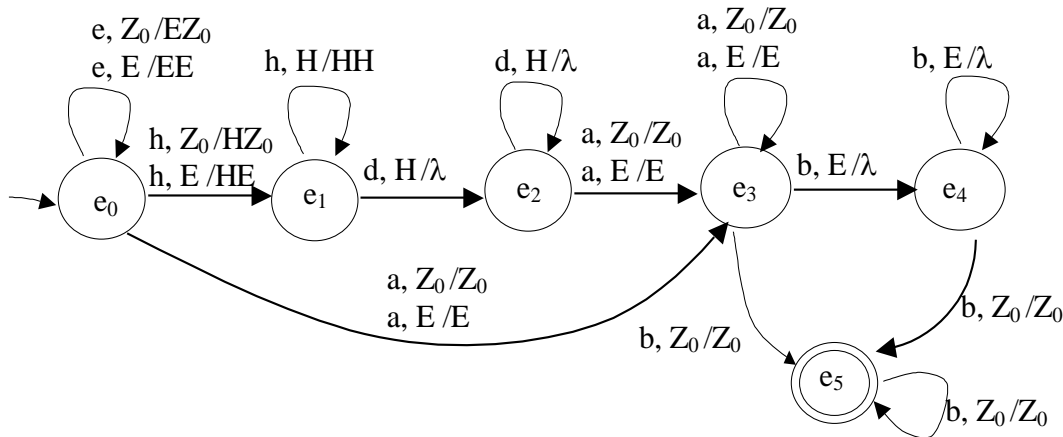 e, Z₀/EZ₀
e, E/EE
h, H/HH
d, H/λ
a, Z₀/Z₀
a, E/E
b, E/λ
h, Z₀/HZ₀
h, E/HE
d, H/λ
a, Z₀/Z₀
a, E/E
b, E/λ
e₀
e₁
e₂
e₃
e₄
a, Z₀/Z₀
a, E/E
b, Z₀/Z₀
b, Z₀/Z₀
e₅
b, Z₀/Z₀